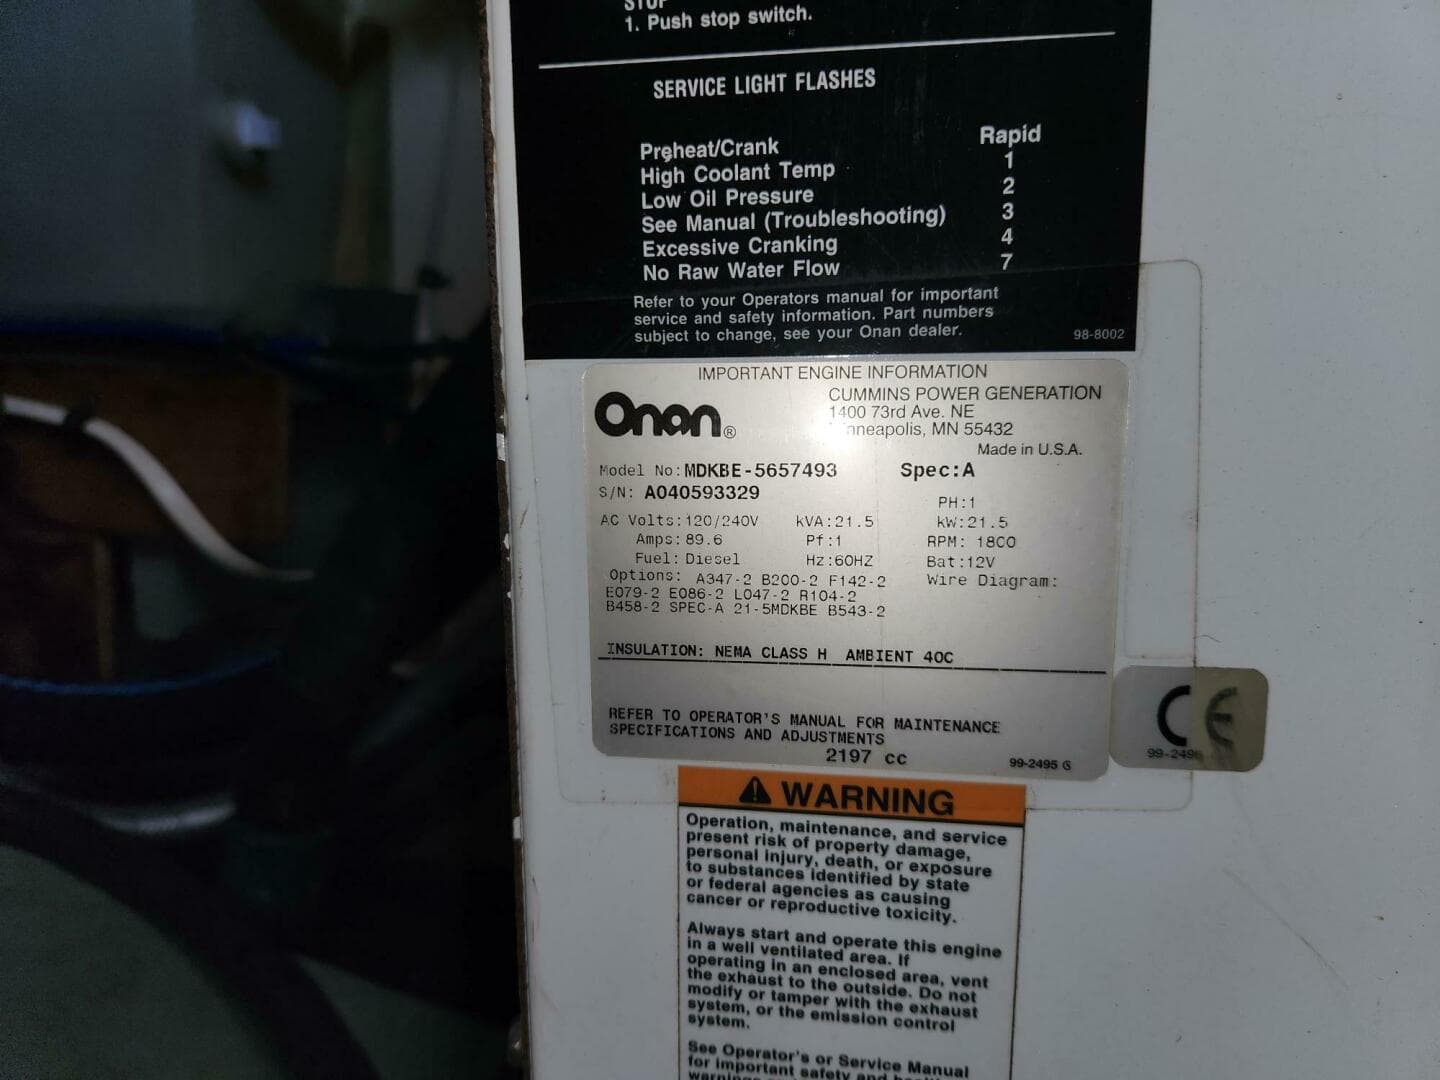 STOP
1. Push stop switch.
SERVICE LIGHT FLASHES
Preheat/Crank Rapid
High Coolant Temp 1
Low Oil Pressure 2
See Manual (Troubleshooting) 3
Excessive Cranking 4
No Raw Water Flow 7
Refer to your Operators manual for important
service and safety information. Part numbers
subject to change, see your Onan dealer. 98-8002
IMPORTANT ENGINE INFORMATION
Onan® CUMMINS POWER GENERATION
1400 73rd Ave. NE
Minneapolis, MN 55432
Made in U.S.A.
Model No: MDKBE-5657493 Spec:A
S/N: A040593329 PH:1
AC Volts:120/240V kVA:21.5 kW:21.5
Amps:89.6 Pf:1 RPM: 1800
Fuel: Diesel Hz:60HZ Bat:12V
Options: A347-2 B200-2 F142-2 Wire Diagram:
E079-2 E086-2 L047-2 R104-2
B458-2 SPEC-A 21-5MDKBE B543-2
INSULATION: NEMA CLASS H AMBIENT 40C
REFER TO OPERATOR'S MANUAL FOR MAINTENANCE
SPECIFICATIONS AND ADJUSTMENTS
2197 cc 99-2495 G
CE
WARNING
Operation, maintenance, and service
present risk of property damage,
personal injury, death, or exposure
to substances identified by state
or federal agencies as causing
cancer or reproductive toxicity.
Always start and operate this engine
in a well ventilated area. If
operating in an enclosed area, vent
the exhaust to the outside. Do not
modify or tamper with the exhaust
system, or the emission control
system.
See Operator's or Service Manual
for important safety and